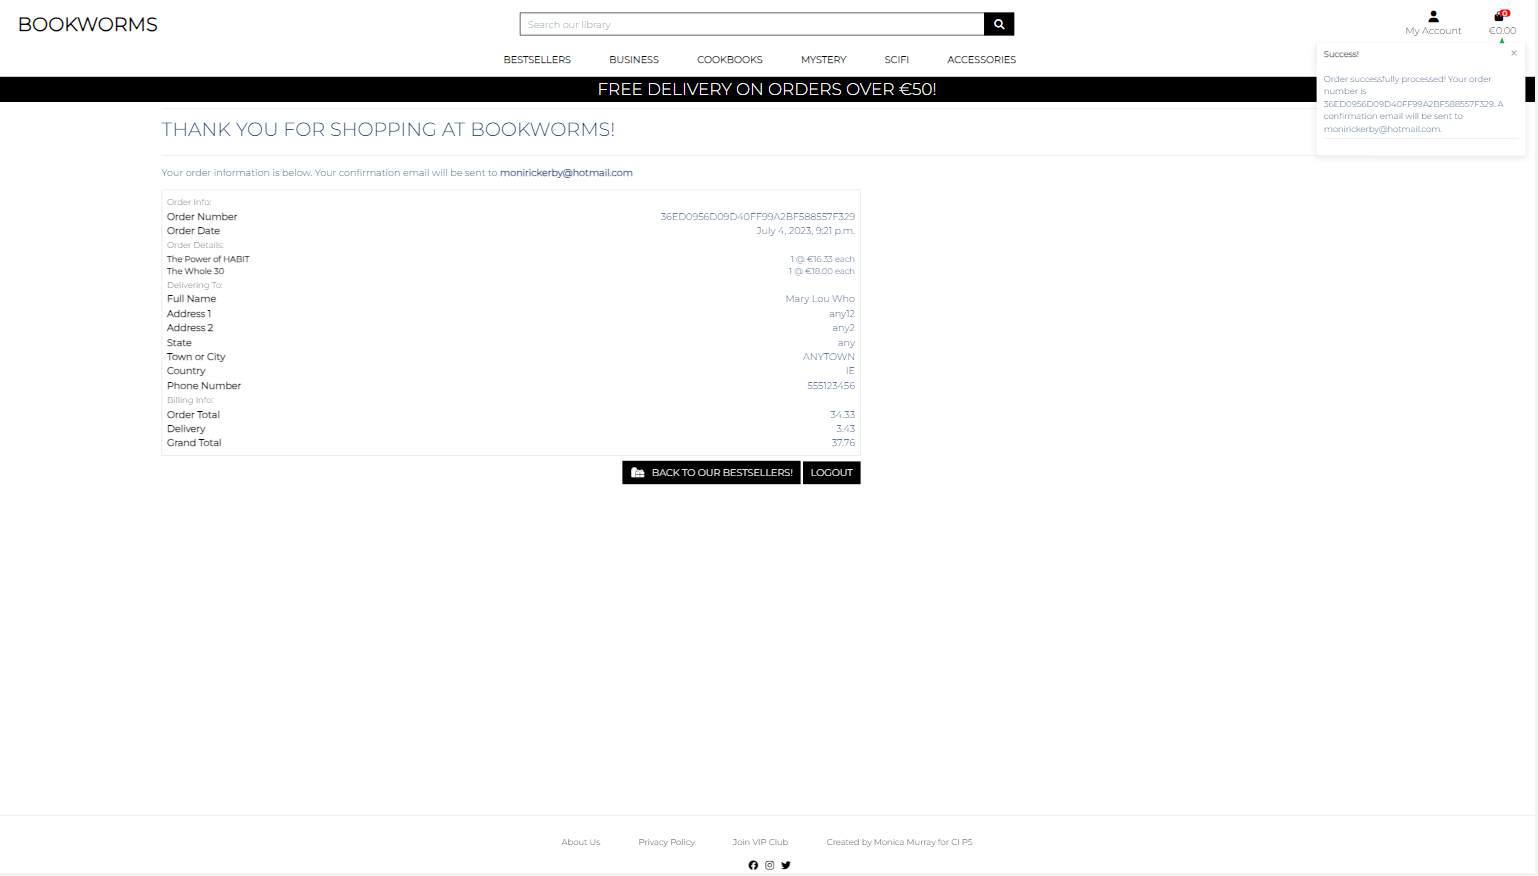 BOOKWORMS
Search our library
My Account
0
€0.00
BESTSELLERS BUSINESS COOKBOOKS MYSTERY SCIFI ACCESSORIES
FREE DELIVERY ON ORDERS OVER €50!
Success!
×
Order successfully processed! Your order
number is
36ED0956D09D40FF99A2BF588557F329. A
confirmation email will be sent to
monirickerby@hotmail.com.
THANK YOU FOR SHOPPING AT BOOKWORMS!
Your order information is below. Your confirmation email will be sent to monirickerby@hotmail.com
Order Info:
Order Number 36ED0956D09D40FF99A2BF588557F329
Order Date July 4, 2023, 9:21 p.m.
Order Details:
The Power of HABIT 1 @ €16.33 each
The Whole 30 1 @ €18.00 each
Delivering To:
Full Name Mary Lou Who
Address 1 any12
Address 2 any2
State any
Town or City ANYTOWN
Country IE
Phone Number 555123456
Billing Info:
Order Total 34.33
Delivery 3.43
Grand Total 37.76
BACK TO OUR BESTSELLERS! LOGOUT
About Us Privacy Policy Join VIP Club Created by Monica Murray for CI P5